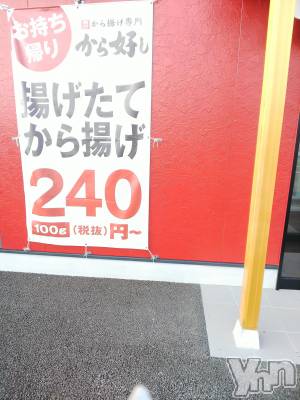 お持ち
帰り
から揚げ専門
から好し
揚げたて
から揚げ
240
100g (税抜) 円～